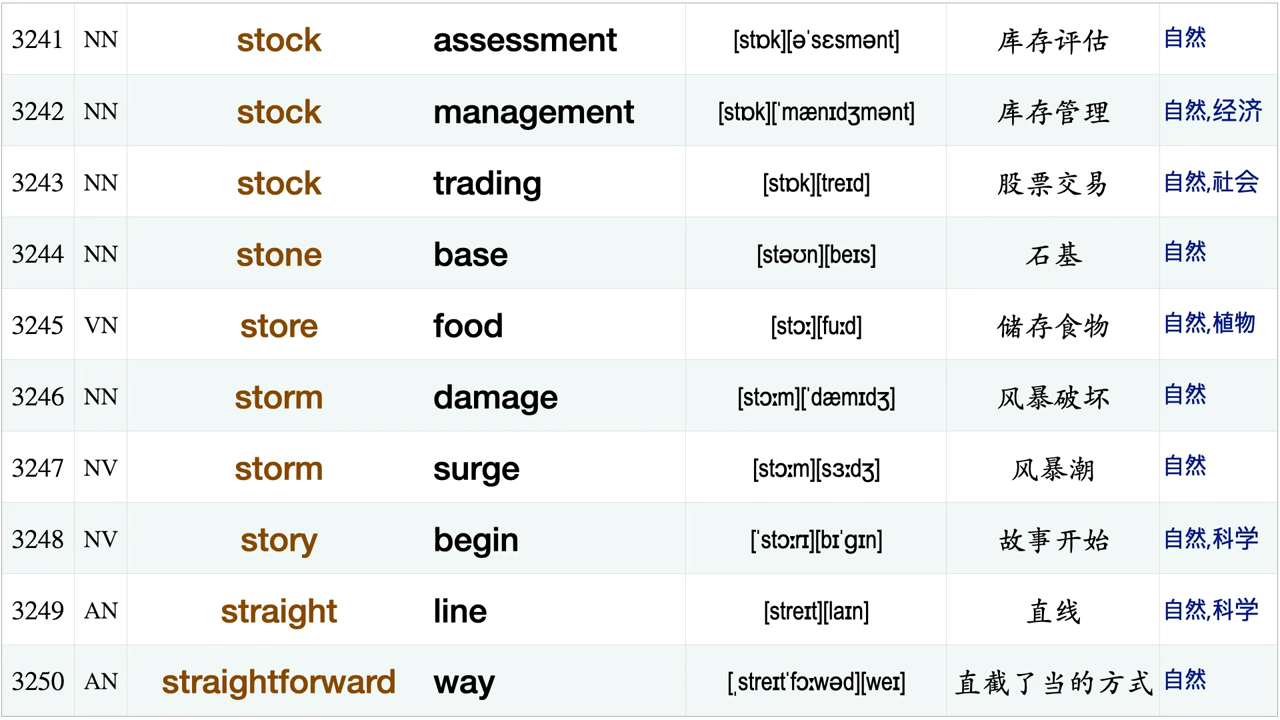 3241 NN stock assessment [stɒk][əˈsɛsmənt] 库存评估 自然
3242 NN stock management [stɒk][ˈmænɪdʒmənt] 库存管理 自然,经济
3243 NN stock trading [stɒk][treɪd] 股票交易 自然,社会
3244 NN stone base [stəʊn][beɪs] 石基 自然
3245 VN store food [stɔː][fuːd] 储存食物 自然,植物
3246 NN storm damage [stɔːm][ˈdæmɪdʒ] 风暴破坏 自然
3247 NV storm surge [stɔːm][sɜːdʒ] 风暴潮 自然
3248 NV story begin [ˈstɔːrɪ][bɪˈgɪn] 故事开始 自然,科学
3249 AN straight line [streɪt][laɪn] 直线 自然,科学
3250 AN straightforward way [ˌstreɪtˈfɔːwəd][weɪ] 直截了当的方式 自然